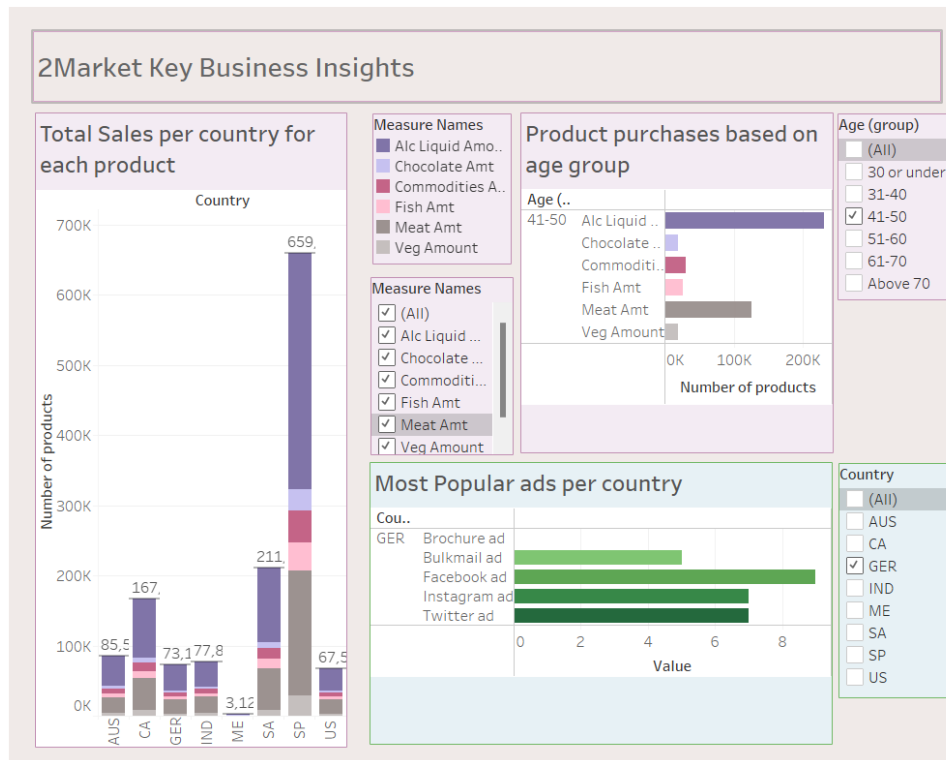 2Market Key Business Insights
Total Sales per country for
each product
Country
700K
600K
500K
400K
300K
200K
100K
0K
Number of products
85,5
167,
73,1
77,8
3,12
211,
659,
67,5
AUS
CA
GER
IND
ME
SA
SP
US
Measure Names
Alc Liquid Amo..
Chocolate Amt
Commodities A..
Fish Amt
Meat Amt
Veg Amount
Measure Names
(All)
Alc Liquid ...
Chocolate ...
Commoditi...
Fish Amt
Meat Amt
Veg Amount
Product purchases based on
age group
Age (..
41-50
Alc Liquid ..
Chocolate ..
Commoditi..
Fish Amt
Meat Amt
Veg Amount
0K 100K 200K
Number of products
Age (group)
(All)
30 or under
31-40
41-50
51-60
61-70
Above 70
Most Popular ads per country
Cou..
GER
Brochure ad
Bulkmail ad
Facebook ad
Instagram ad
Twitter ad
0 2 4 6 8
Value
Country
(All)
AUS
CA
GER
IND
ME
SA
SP
US